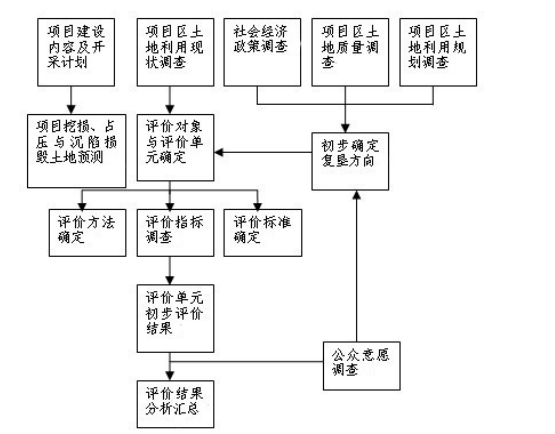 项目建设
内容及开
采计划
项目区土
地利用现
状调查
社会经济
政策调查
项目区土
地质量调
查
项目区土
地利用规
划调查
项目挖损、占
压与沉陷损
毁土地预测
评价对象
与评价单
元确定
初步确定
复垦方向
评价方法
确定
评价指标
调查
评价标准
确定
评价单元
初步评价
结果
公众意愿
调查
评价结果
分析汇总